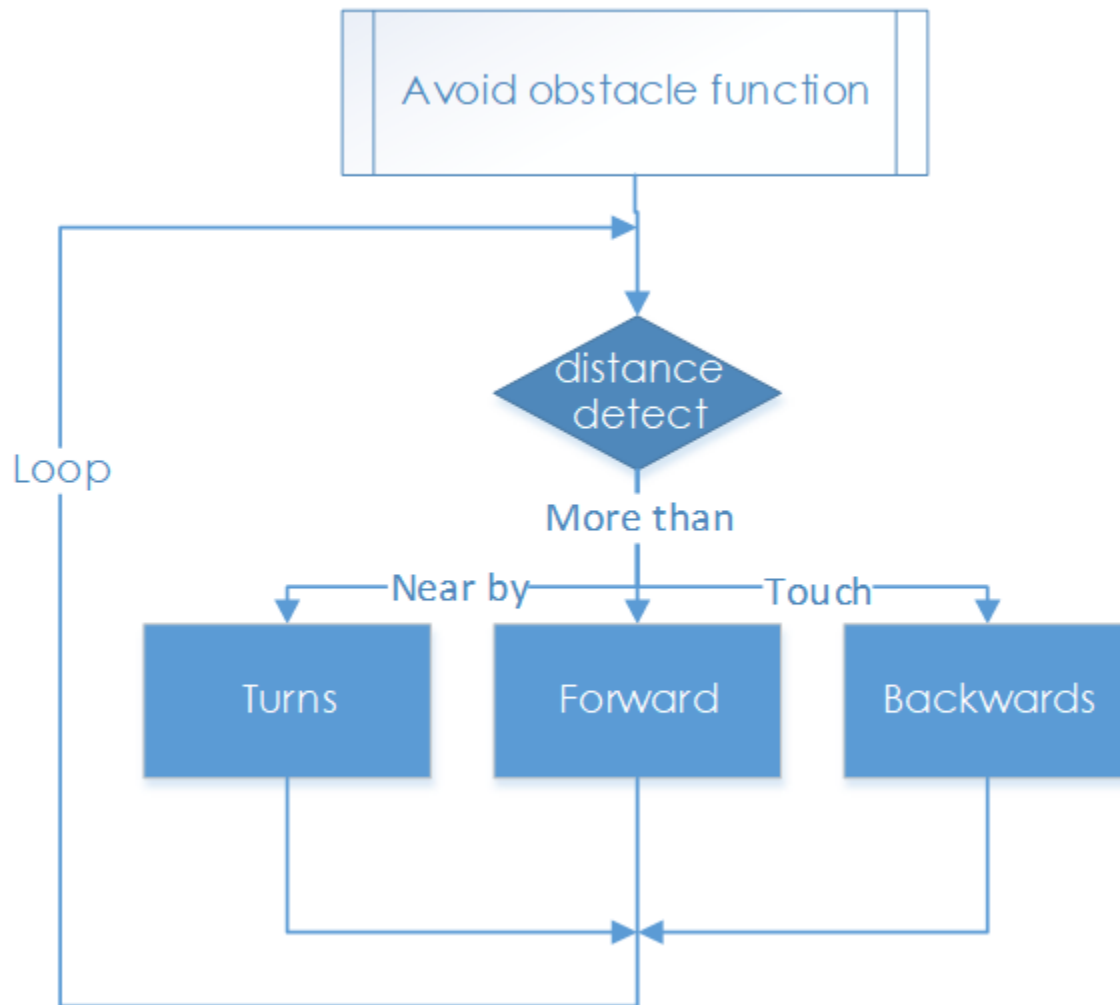 Avoid obstacle function
distance
detect
Loop
More than
Near by
Touch
Turns
Forward
Backwards